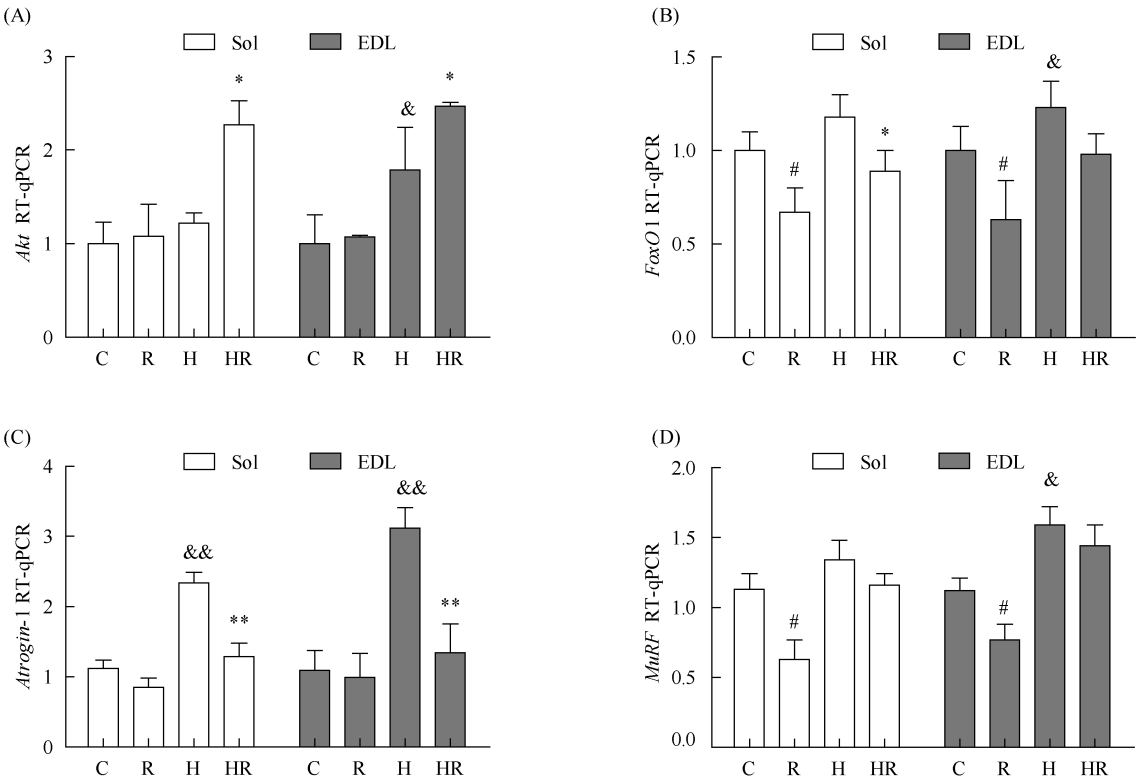 (A)
Sol EDL
Akt RT-qPCR
3
2
1
0
* & *
C R H HR C R H HR
(B)
Sol EDL
FoxO 1 RT-qPCR
1.5
1.0
0.5
0.0
# * # &
C R H HR C R H HR
(C)
Sol EDL
Atrogin-1 RT-qPCR
4
3
2
1
0
&& ** && **
C R H HR C R H HR
(D)
Sol EDL
MuRF RT-qPCR
2.0
1.5
1.0
0.5
0.0
# # &
C R H HR C R H HR